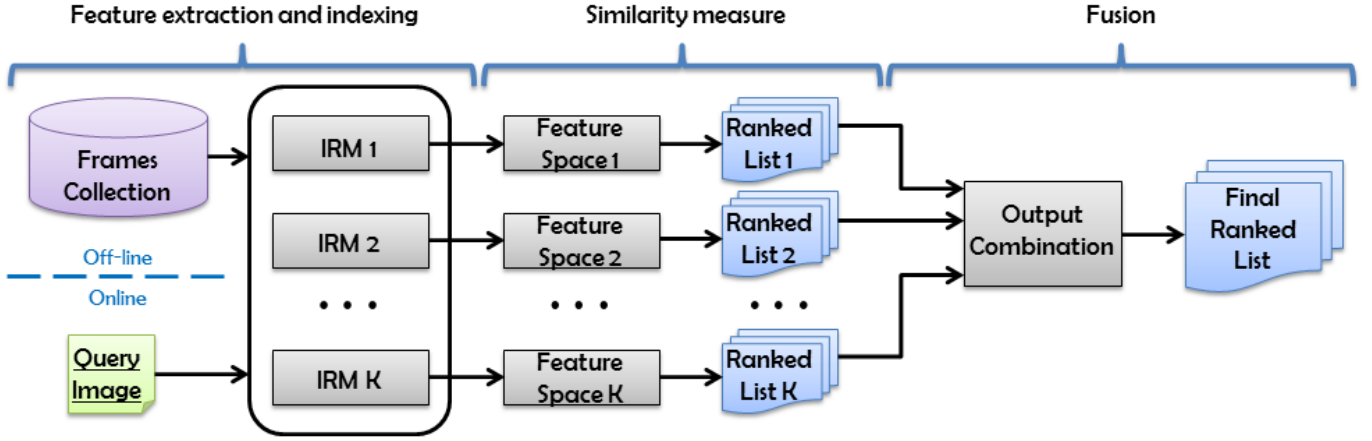 Feature extraction and indexing
Similarity measure
Fusion
Frames
Collection
IRM 1
Feature
Space 1
Ranked
List 1
IRM 2
Feature
Space 2
Ranked
List 2
Output
Combination
Final
Ranked
List
Off-line
Online
• • •
• • •
• • •
Query
Image
IRM K
Feature
Space K
Ranked
List K